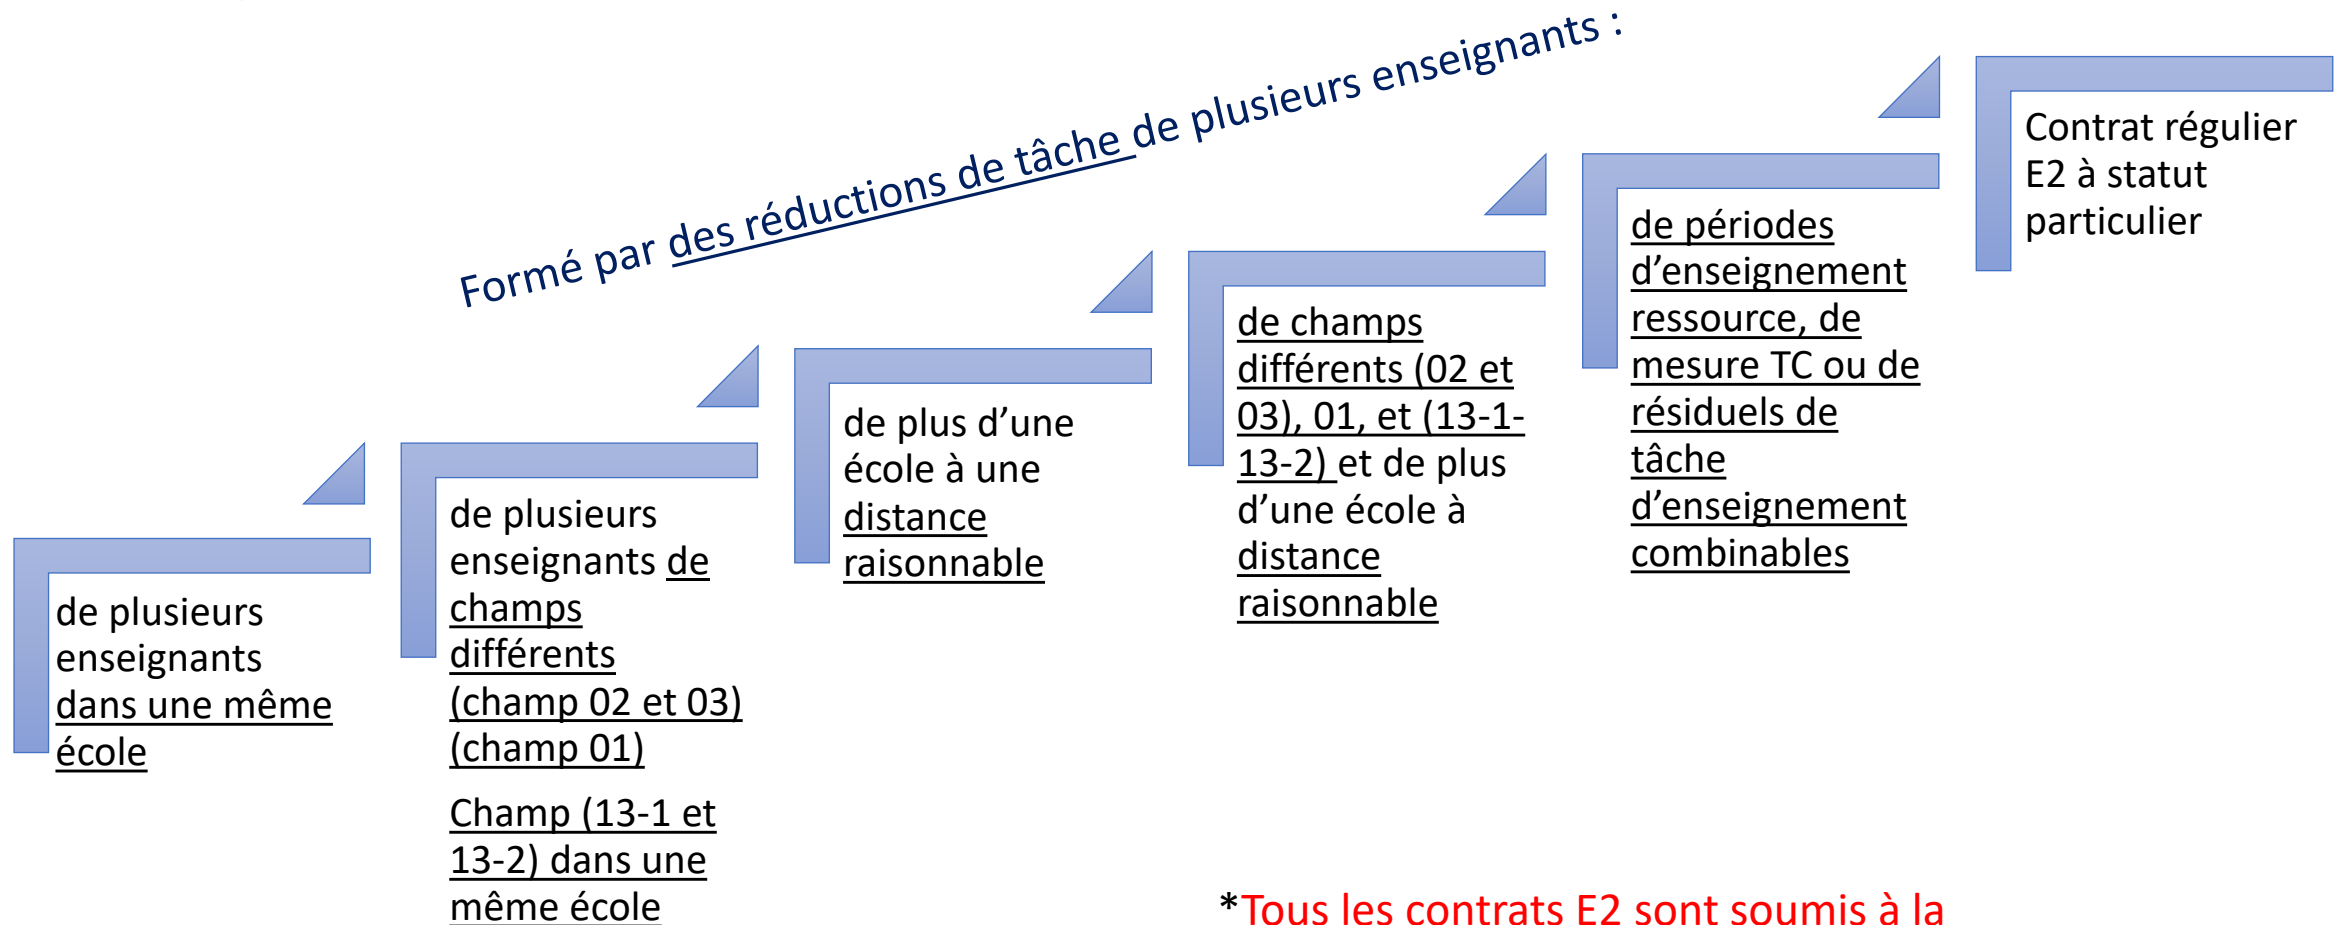 Formé par des réductions de tâche de plusieurs enseignants :
de plusieurs
enseignants
dans une même
école
de plusieurs
enseignants de
champs
différents
(champ 02 et 03)
(champ 01)
Champ (13-1 et
13-2) dans une
même école
de plus d’une
école à une
distance
raisonnable
de champs
différents (02 et
03), 01, et (13-1-
13-2) et de plus
d’une école à
distance
raisonnable
de périodes
d’enseignement
ressource, de
mesure TC ou de
résiduels de
tâche
d’enseignement
combinables
Contrat régulier
E2 à statut
particulier
*Tous les contrats E2 sont soumis à la